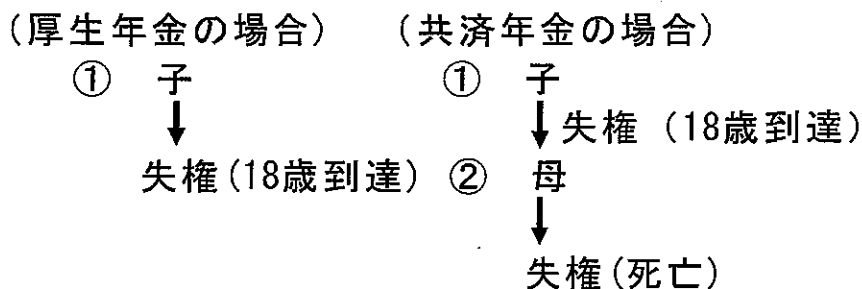 (厚生年金の場合) (共済年金の場合)
① 子 ① 子
失権(18歳到達)
失権(18歳到達) ② 母
失権(死亡)